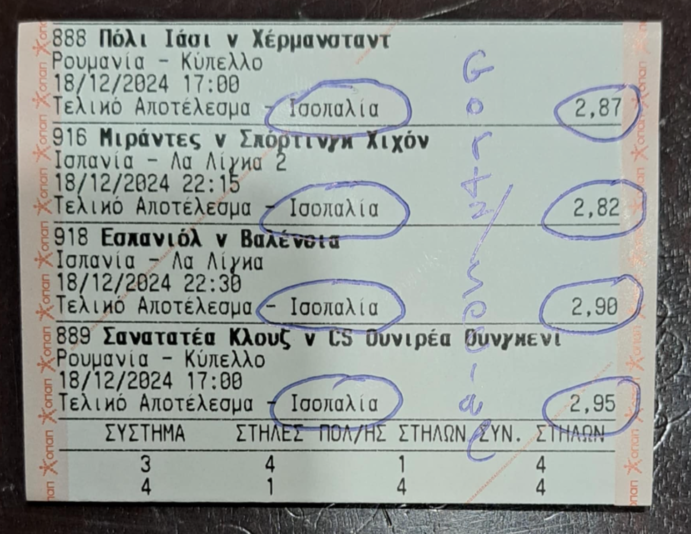 888 Πόλι Ιάσι v Χέρμανσταντ
Ρουμανία - Κύπελλο
18/12/2024 17:00
Τελικό Αποτέλεσμα - Ισοπαλία 2,87
916 Μιράντες v Σπόρτινγκ Χιχόν
Ισπανία - Λα Λίγκα 2
18/12/2024 22:15
Τελικό Αποτέλεσμα - Ισοπαλία 2,82
918 Εσπανιόλ v Βαλένσια
Ισπανία - Λα Λίγκα
18/12/2024 22:30
Τελικό Αποτέλεσμα - Ισοπαλία 2,90
889 Σανατατέα Κλουζ v CS Ουνιρέα Ουνγκενι
Ρουμανία - Κύπελλο
18/12/2024 17:00
Τελικό Αποτέλεσμα - Ισοπαλία 2,95
ΣΥΣΤΗΜΑ ΣΤΗΛΕΣ ΠΟΛ/ΗΣ ΣΤΗΛΩΝ ΣΥΝ. ΣΤΗΛΩΝ
3 4 1 4
4 1 4 4